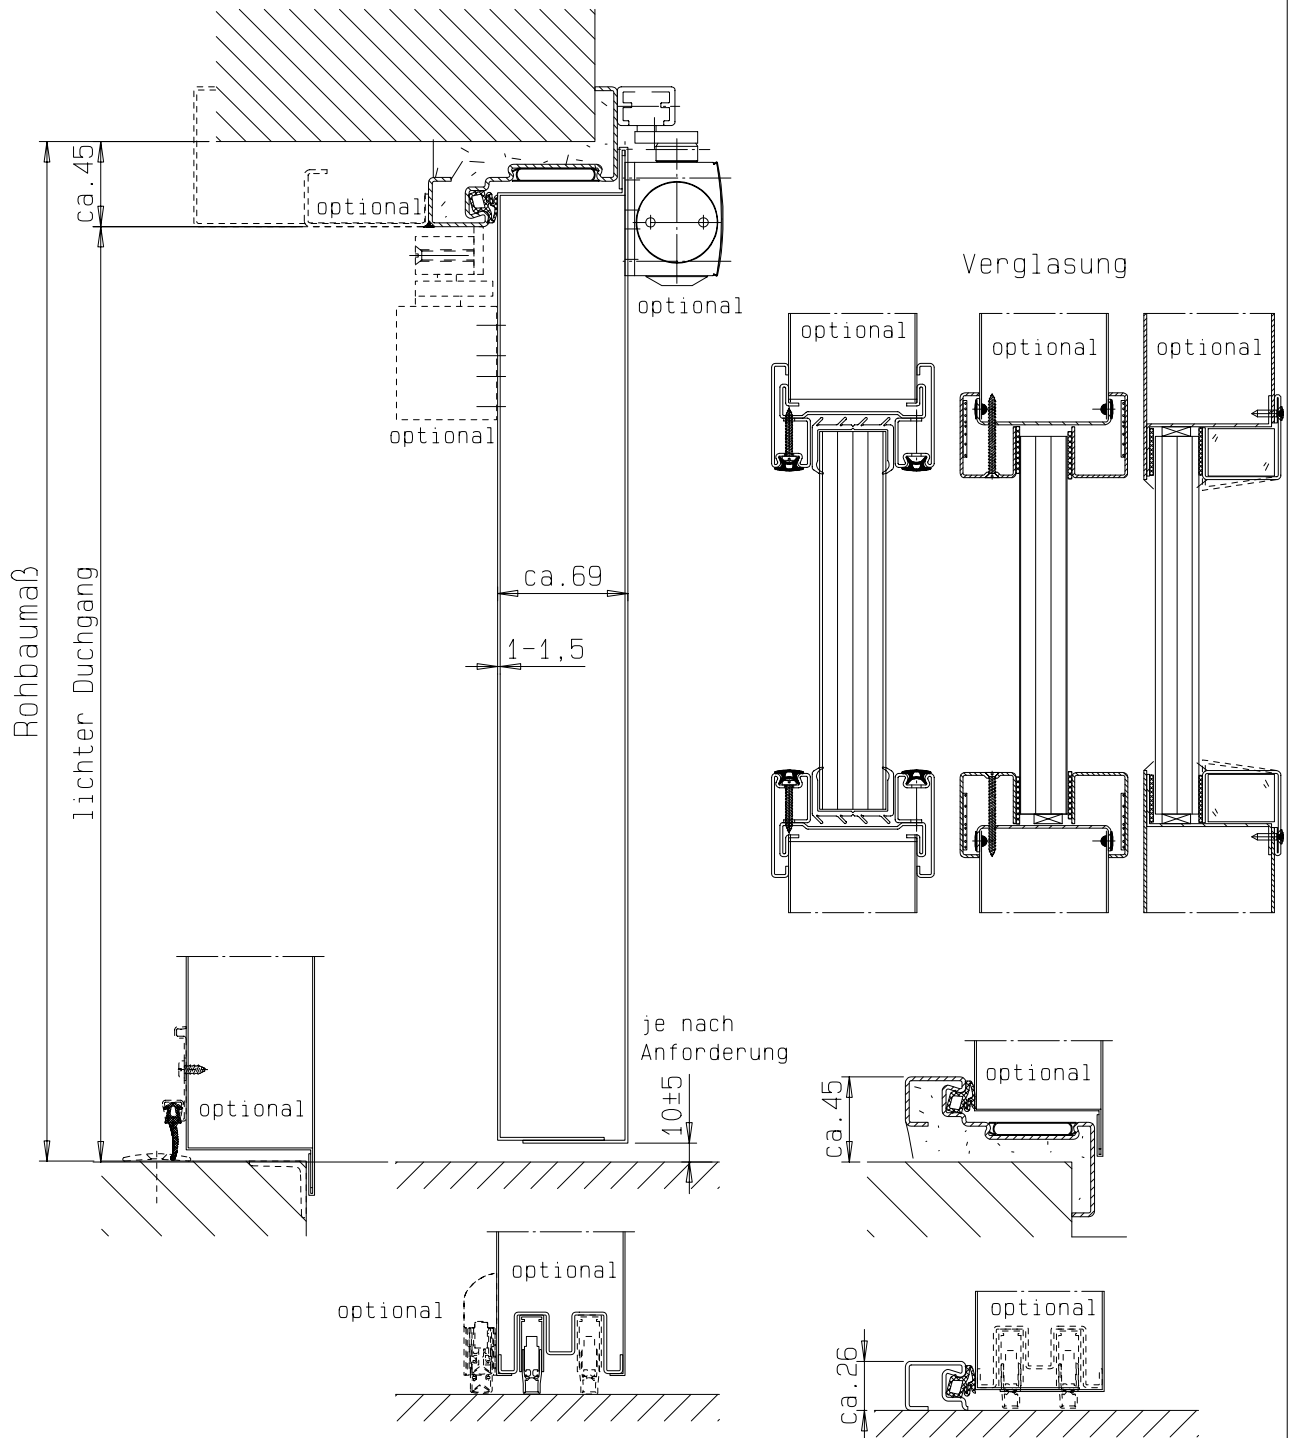 ca.45
optional
optional
optional
Verglasung
optional
optional
optional
Rohbaumaß
lichter Duchgang
ca.69
1-1,5
je nach
Anforderung
10±5
optional
optional
ca.45
optional
optional
optional
ca.26